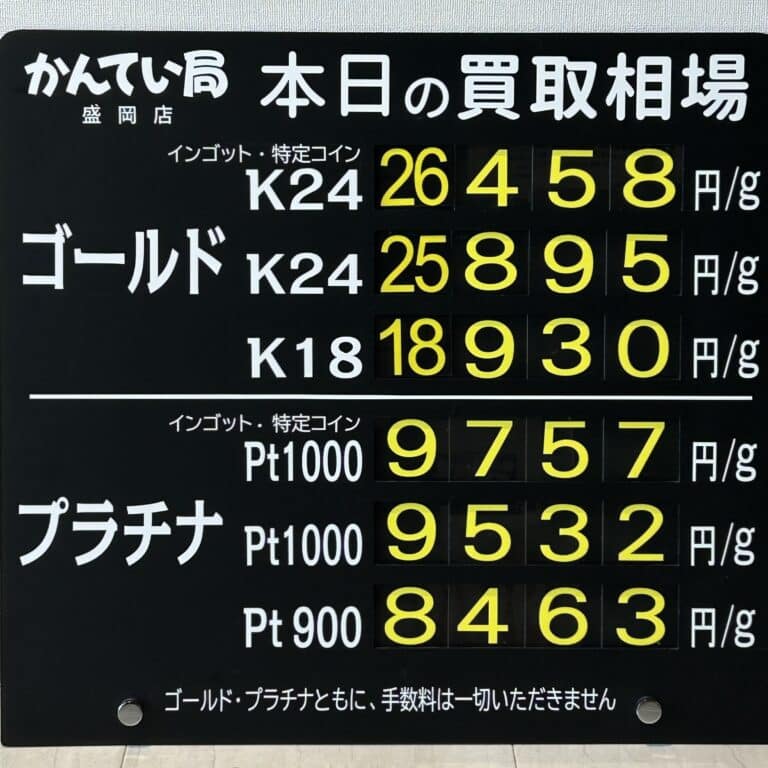 かんてい局 本日の買取相場
盛岡店
インゴット・特定コイン
K24 26458 円/g
ゴールド K24 25895 円/g
K18 18930 円/g
インゴット・特定コイン
Pt1000 9757 円/g
プラチナ Pt1000 9532 円/g
Pt900 8463 円/g
ゴールド・プラチナともに、手数料は一切いただきません